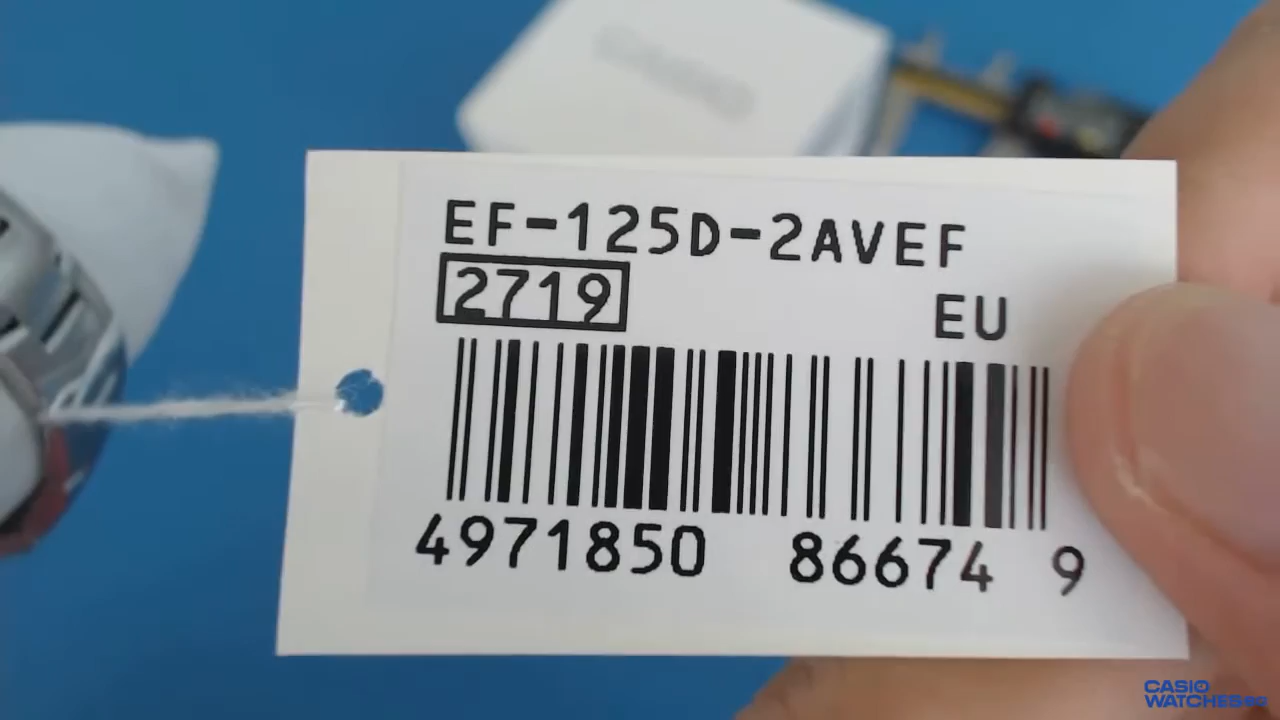 EF-125D-2AVEF
2719
EU
4971850 86674 9
CASIO
WATCHES